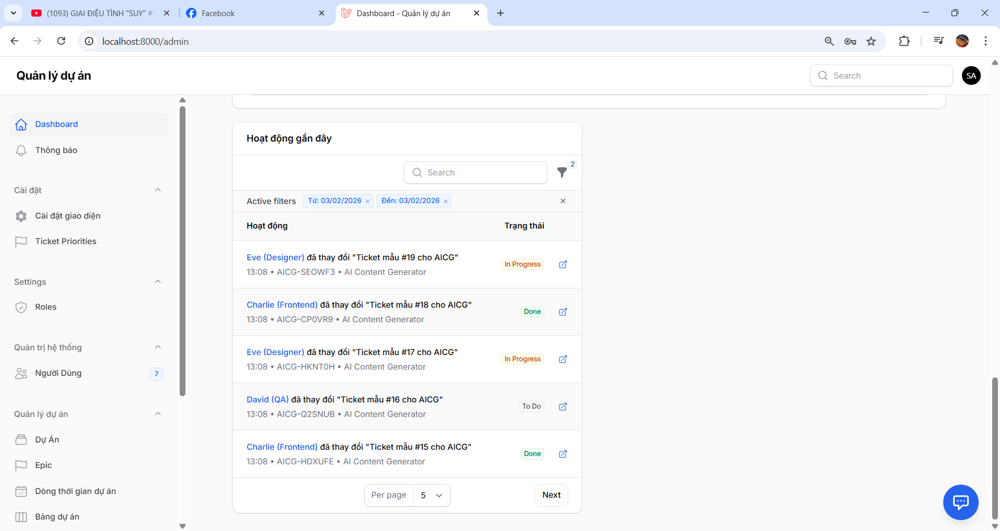 (1093) GIAI ĐIỆU TÌNH "SUY" #
Facebook
Dashboard - Quản lý dự án
localhost:8000/admin
Quản lý dự án
Search
SA
Dashboard
Thông báo
Cài đặt
Cài đặt giao diện
Ticket Priorities
Settings
Roles
Quản trị hệ thống
Người Dùng
7
Quản lý dự án
Dự Án
Epic
Dòng thời gian dự án
Bảng dự án
Hoạt động gần đây
Search
2
Active filters
Từ: 03/02/2026 ×
Đến: 03/02/2026 ×
Hoạt động
Trạng thái
Eve (Designer) đã thay đổi "Ticket mẫu #19 cho AICG"
13:08 • AICG-SEOWF3 • AI Content Generator
In Progress
Charlie (Frontend) đã thay đổi "Ticket mẫu #18 cho AICG"
13:08 • AICG-CP0VR9 • AI Content Generator
Done
Eve (Designer) đã thay đổi "Ticket mẫu #17 cho AICG"
13:08 • AICG-HKNT0H • AI Content Generator
In Progress
David (QA) đã thay đổi "Ticket mẫu #16 cho AICG"
13:08 • AICG-Q2SNUB • AI Content Generator
To Do
Charlie (Frontend) đã thay đổi "Ticket mẫu #15 cho AICG"
13:08 • AICG-HDXUFE • AI Content Generator
Done
Per page
5
Next